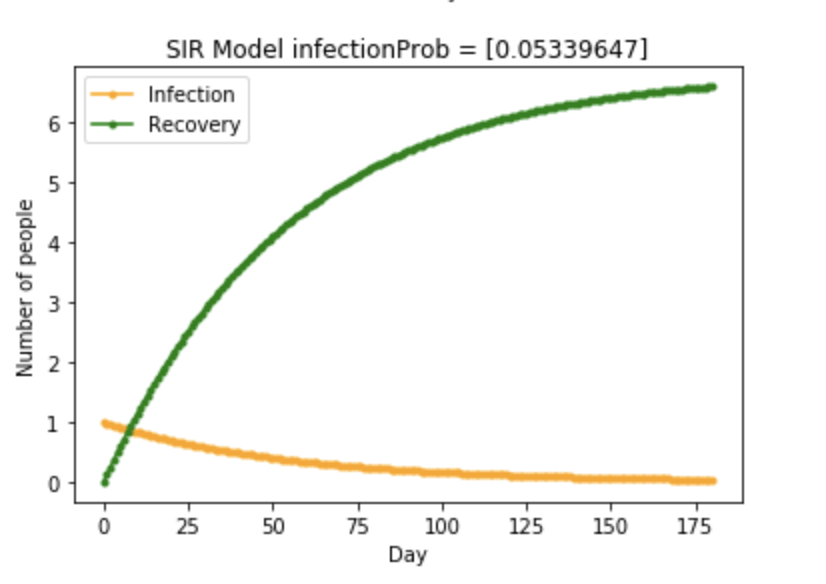 SIR Model infectionProb = [0.05339647]
Infection
Recovery
6
5
4
3
2
1
0
Number of people
0 25 50 75 100 125 150 175
Day